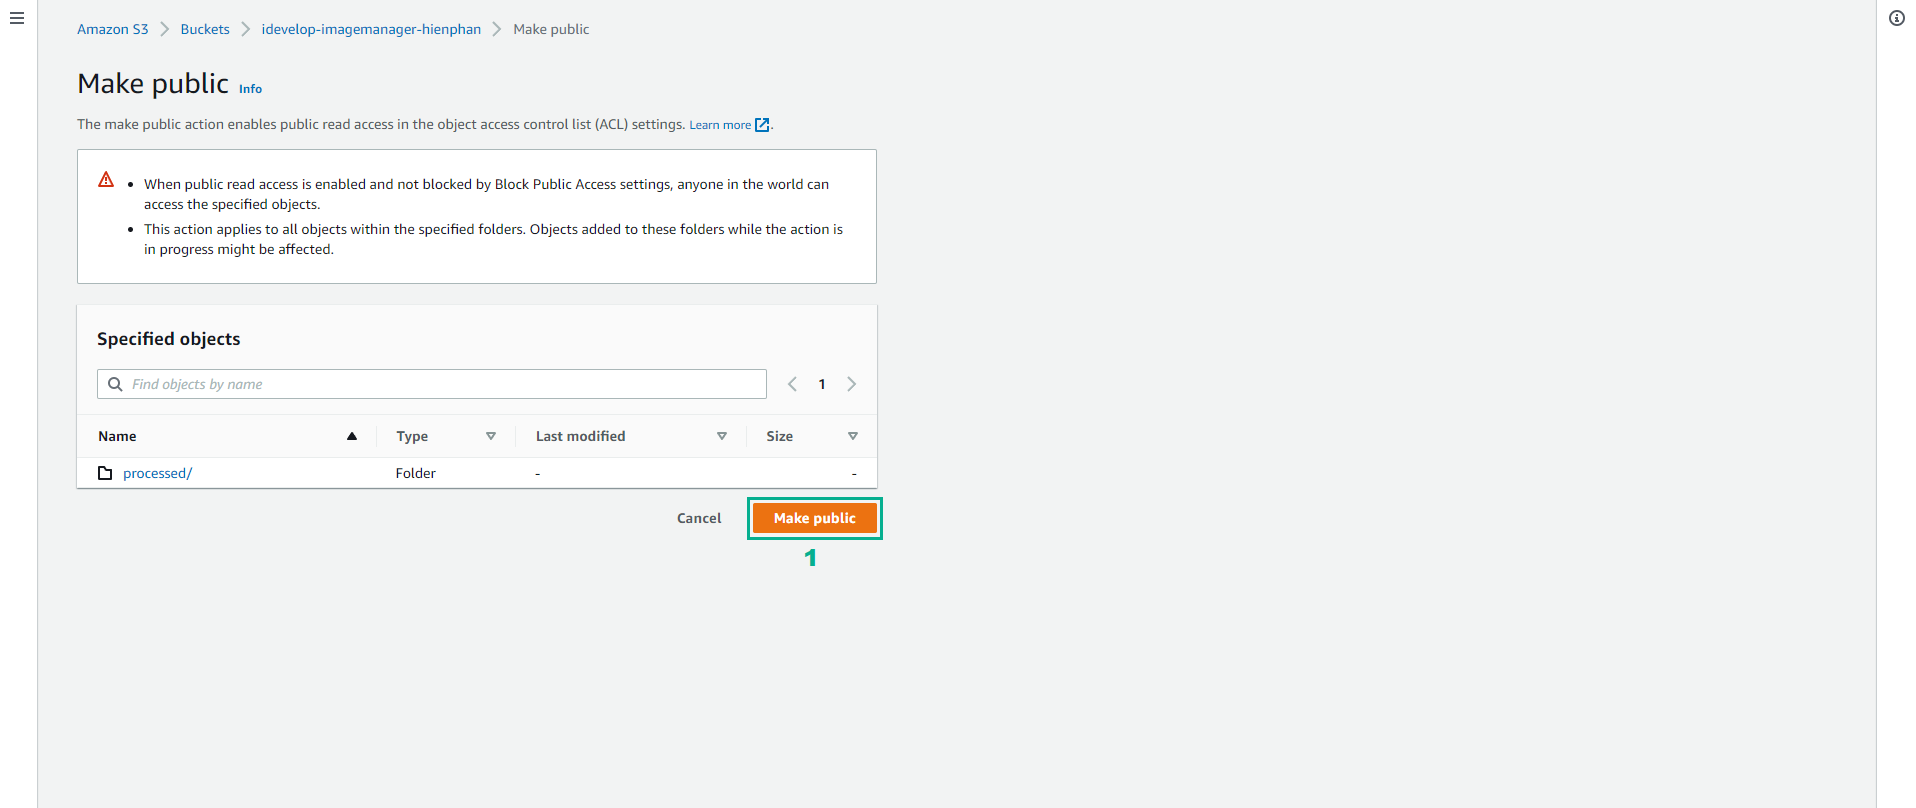 Amazon S3 Buckets idevelop-imagemanager-hienphan Make public
Make public Info
The make public action enables public read access in the object access control list (ACL) settings. Learn more.
When public read access is enabled and not blocked by Block Public Access settings, anyone in the world can
access the specified objects.
This action applies to all objects within the specified folders. Objects added to these folders while the action is
in progress might be affected.
Specified objects
Find objects by name 1
Name Type Last modified Size
processed/ Folder - -
Cancel Make public
1